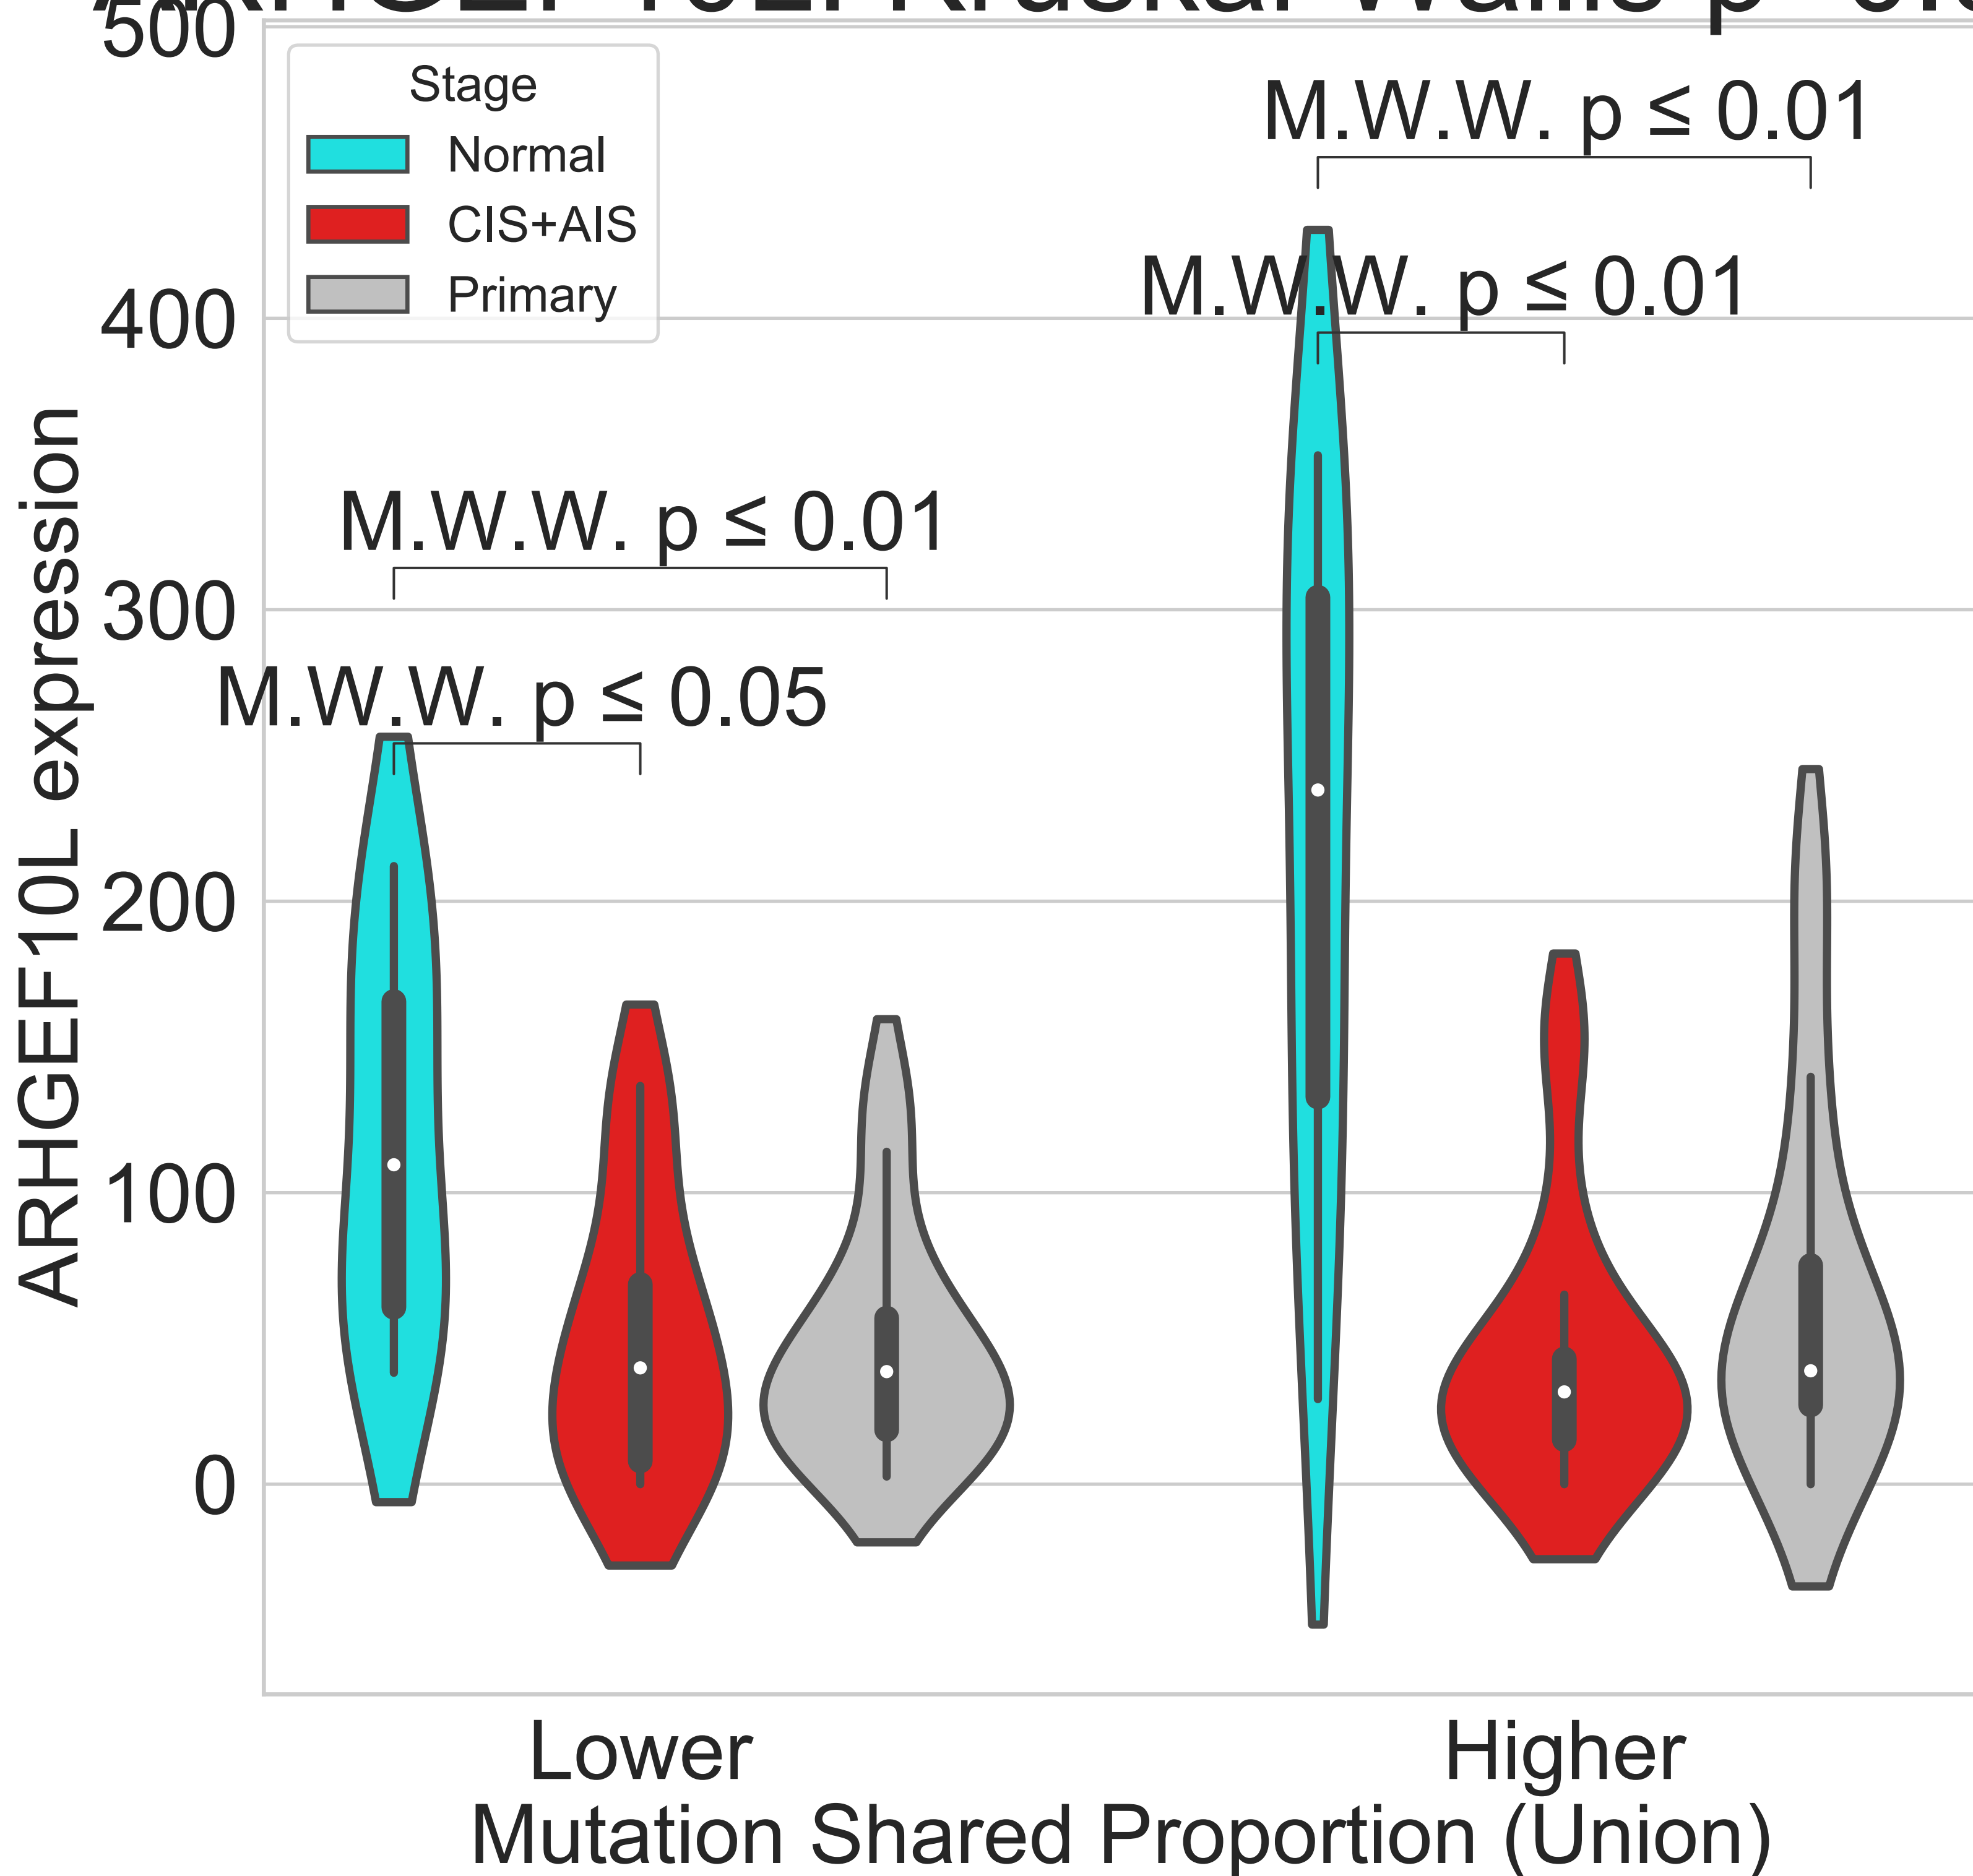 500
Stage
Normal
CIS+AIS
Primary
M.W.W. p ≤ 0.01
M.W.W. p ≤ 0.01
400
M.W.W. p ≤ 0.01
300
M.W.W. p ≤ 0.05
200
100
0
ARHGEF10L expression
Lower
Higher
Mutation Shared Proportion (Union)